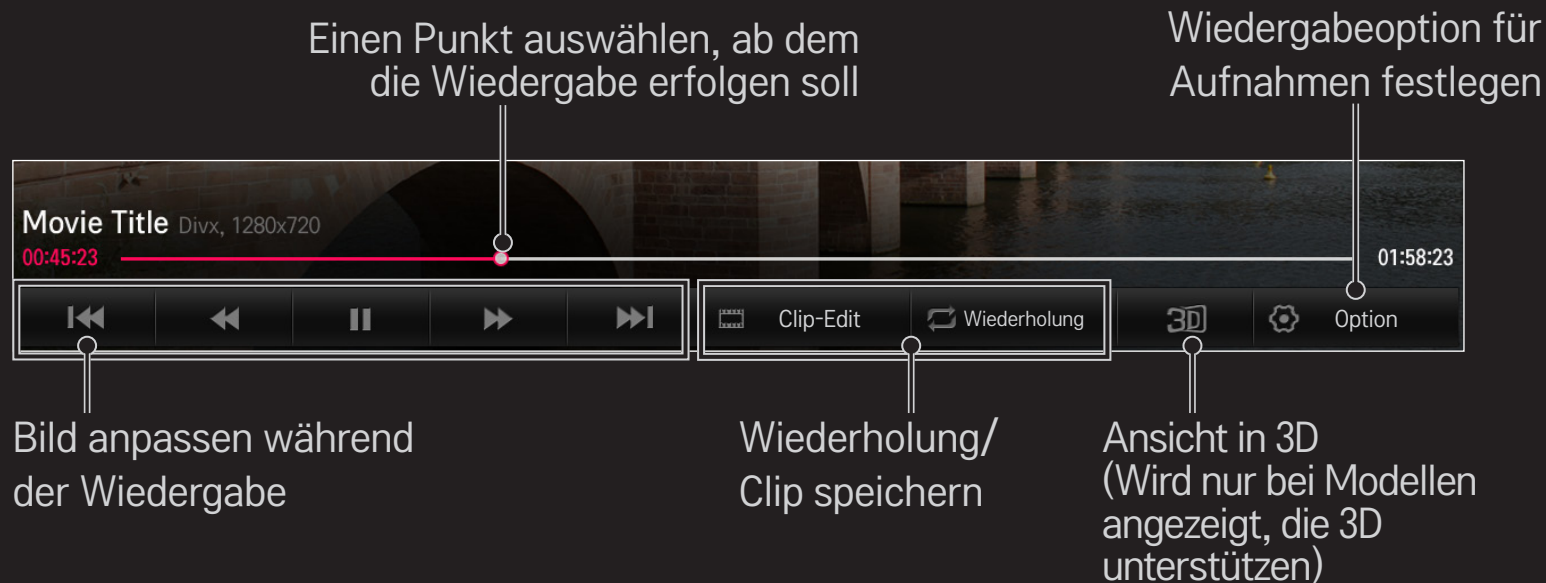 Einen Punkt auswählen, ab dem
die Wiedergabe erfolgen soll
Wiedergabeoption für
Aufnahmen festlegen
Movie Title Divx, 1280x720
00:45:23
01:58:23
Clip-Edit
Wiederholung
3D
Option
Bild anpassen während
der Wiedergabe
Wiederholung/
Clip speichern
Ansicht in 3D
(Wird nur bei Modellen
angezeigt, die 3D
unterstützen)